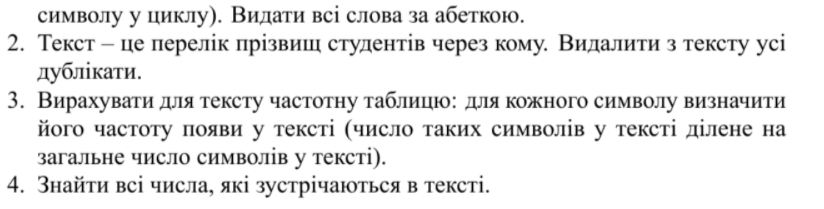 символу у циклу). Видати всі слова за абеткою.
2. Текст – це перелік прізвищ студентів через кому. Видалити з тексту усі
дублікати.
3. Вирахувати для тексту частотну таблицю: для кожного символу визначити
його частоту появи у тексті (число таких символів у тексті ділене на
загальне число символів у тексті).
4. Знайти всі числа, які зустрічаються в тексті.